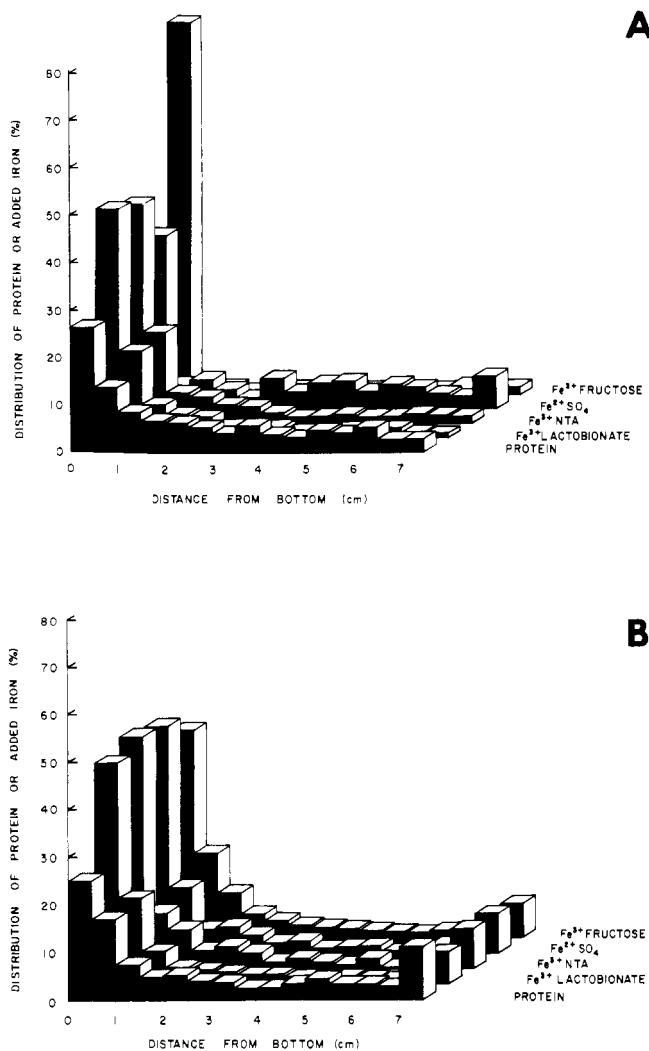 A
80
70
60
50
40
30
20
10
0
DISTRIBUTION OF PROTEIN OR ADDED IRON (%)
Fe³⁺ FRUCTOSE
Fe²⁺ SO₄
Fe³⁺ NTA
Fe³⁺ LACTOBIONATE
PROTEIN
0 1 2 3 4 5 6 7
DISTANCE FROM BOTTOM (cm)
B
80
70
60
50
40
30
20
10
0
DISTRIBUTION OF PROTEIN OR ADDED IRON (%)
Fe³⁺ FRUCTOSE
Fe²⁺ SO₄
Fe³⁺ NTA
Fe³⁺ LACTOBIONATE
PROTEIN
0 1 2 3 4 5 6 7
DISTANCE FROM BOTTOM (cm)